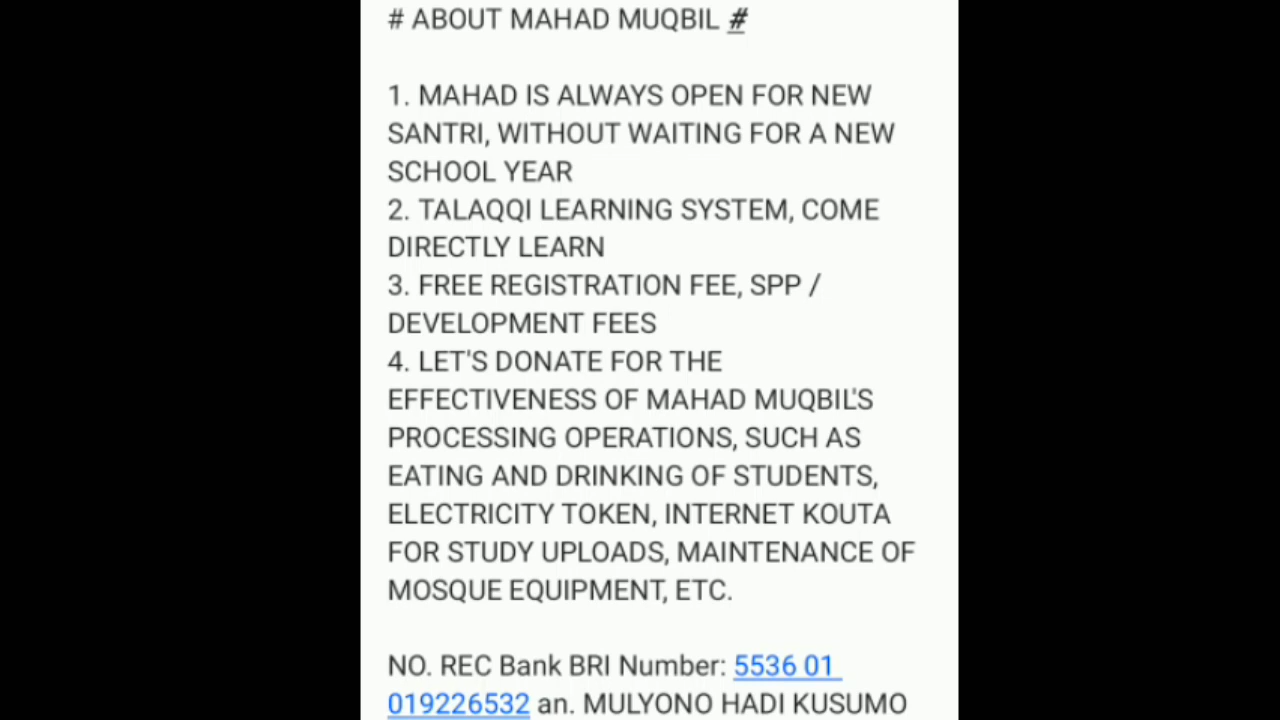 # ABOUT MAHAD MUQBIL #
1. MAHAD IS ALWAYS OPEN FOR NEW
SANTRI, WITHOUT WAITING FOR A NEW
SCHOOL YEAR
2. TALAQQI LEARNING SYSTEM, COME
DIRECTLY LEARN
3. FREE REGISTRATION FEE, SPP /
DEVELOPMENT FEES
4. LET'S DONATE FOR THE
EFFECTIVENESS OF MAHAD MUQBIL'S
PROCESSING OPERATIONS, SUCH AS
EATING AND DRINKING OF STUDENTS,
ELECTRICITY TOKEN, INTERNET KOUTA
FOR STUDY UPLOADS, MAINTENANCE OF
MOSQUE EQUIPMENT, ETC.
NO. REC Bank BRI Number: 5536 01
019226532 an. MULYONO HADI KUSUMO